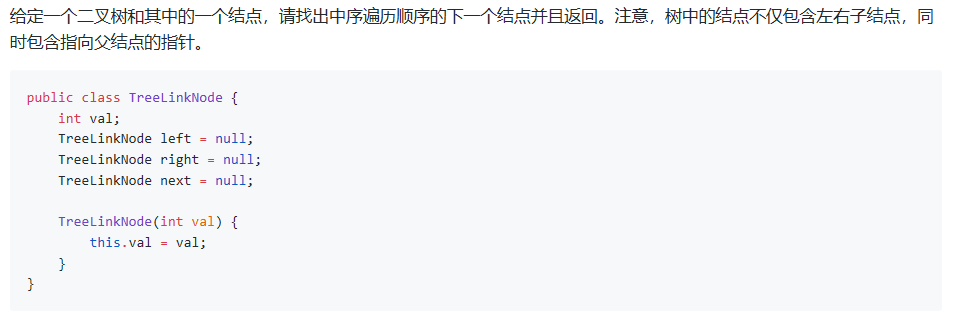 给定一个二叉树和其中的一个结点，请找出中序遍历顺序的下一个结点并且返回。注意，树中的结点不仅包含左右子结点，同
时包含指向父结点的指针。
public class TreeLinkNode {
    int val;
    TreeLinkNode left = null;
    TreeLinkNode right = null;
    TreeLinkNode next = null;

    TreeLinkNode(int val) {
        this.val = val;
    }
}